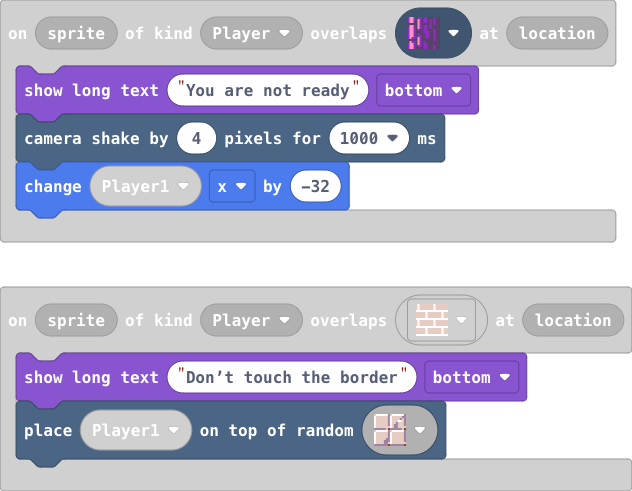 on sprite of kind Player overlaps at location
show long text "You are not ready" bottom
camera shake by 4 pixels for 1000 ms
change Player1 x by -32
on sprite of kind Player overlaps at location
show long text "Don’t touch the border" bottom
place Player1 on top of random